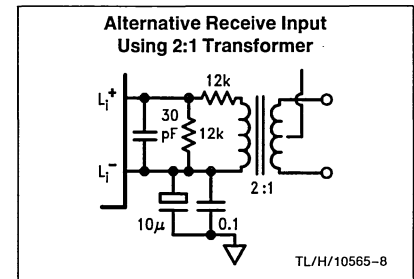 Alternative Receive Input
Using 2:1 Transformer
12k
Li+
30
pF
12k
Li-
2:1
10μ
0.1
TL/H/10565-8